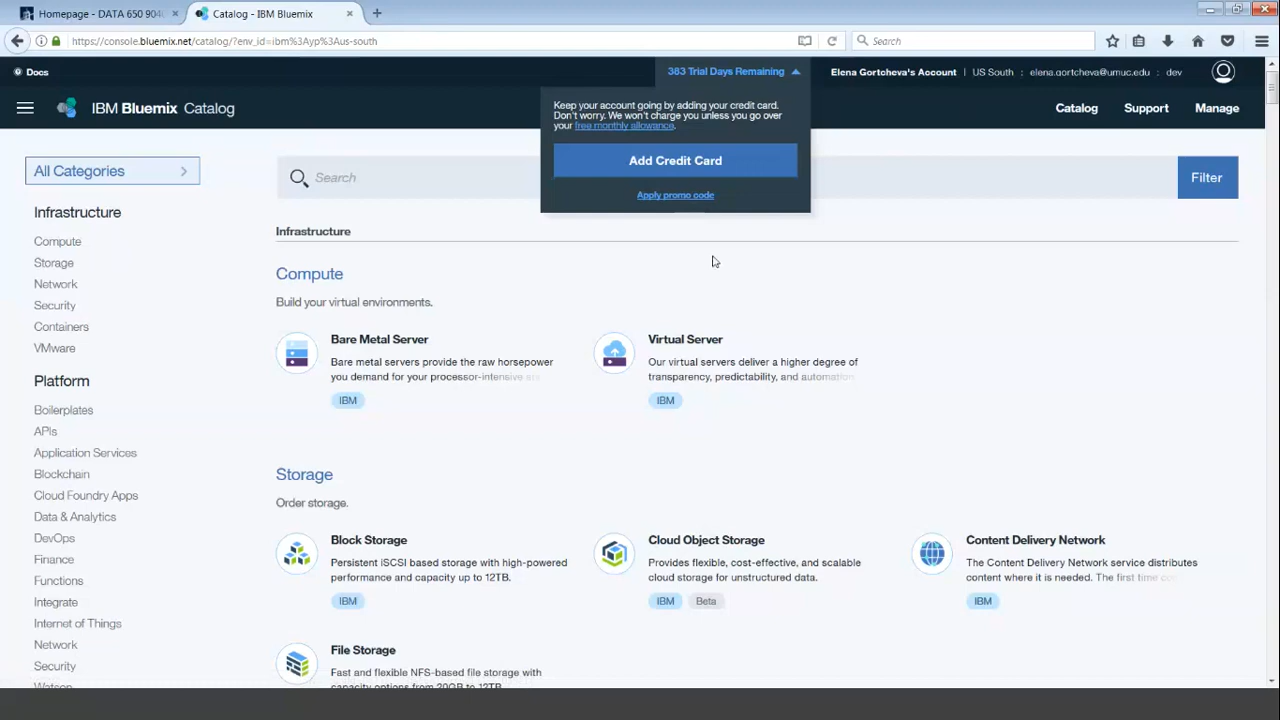 Homepage - DATA 650 904
Catalog - IBM Bluemix
https://console.bluemix.net/catalog/?env_id=ibm%3Ayp%3Aus-south
Search
Docs
383 Trial Days Remaining
Elena Gortcheva's Account | US South : elena.gortcheva@umuc.edu : dev
IBM Bluemix Catalog
Catalog
Support
Manage
Keep your account going by adding your credit card.
Don't worry. We won't charge you unless you go over
your free monthly allowance.
Add Credit Card
Apply promo code
All Categories
Search
Filter
Infrastructure
Compute
Storage
Network
Security
Containers
VMware
Platform
Boilerplates
APIs
Application Services
Blockchain
Cloud Foundry Apps
Data & Analytics
DevOps
Finance
Functions
Integrate
Internet of Things
Network
Security
Watson
Infrastructure
Compute
Build your virtual environments.
Bare Metal Server
Bare metal servers provide the raw horsepower
you demand for your processor-intensive are
IBM
Virtual Server
Our virtual servers deliver a higher degree of
transparency, predictability, and automation
IBM
Storage
Order storage.
Block Storage
Persistent iSCSI based storage with high-powered
performance and capacity up to 12TB.
IBM
Cloud Object Storage
Provides flexible, cost-effective, and scalable
cloud storage for unstructured data.
IBM
Beta
Content Delivery Network
The Content Delivery Network service distributes
content where it is needed. The first time
IBM
File Storage
Fast and flexible NFS-based file storage with
capacity options from 20GB to 12TB.